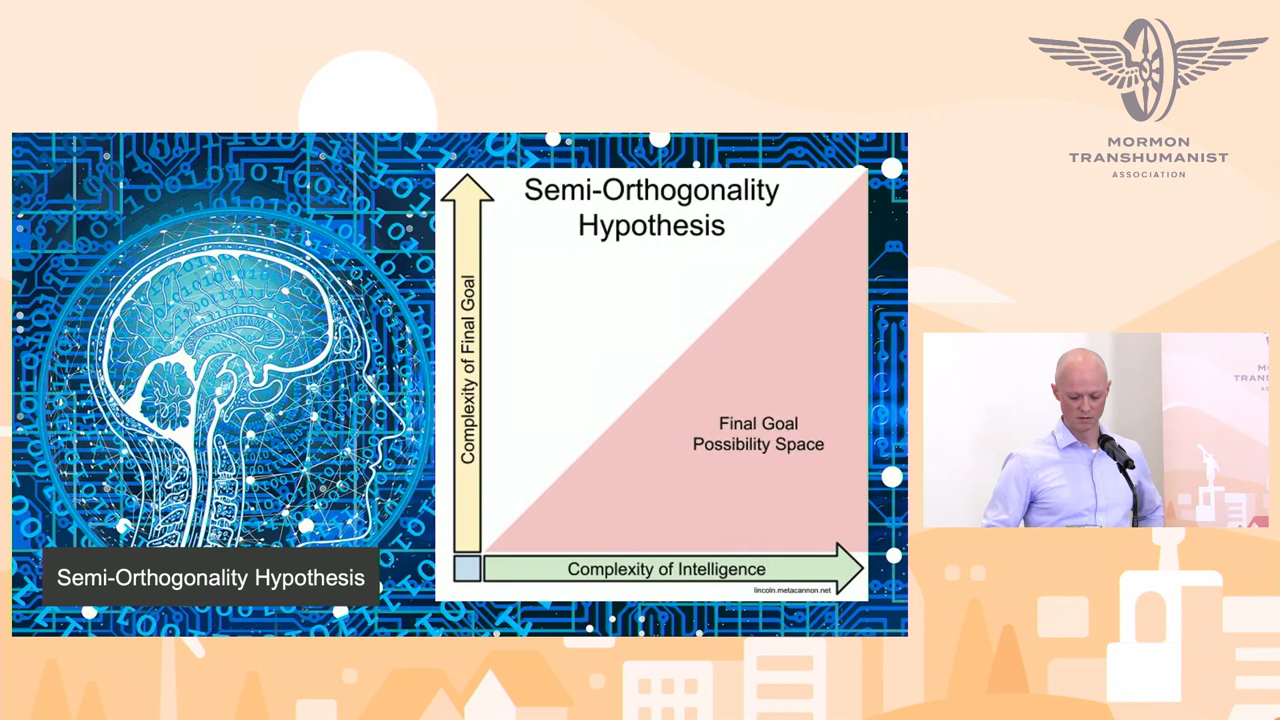 MORMON
TRANSHUMANIST
ASSOCIATION
Semi-Orthogonality
Hypothesis
Complexity of Final Goal
Final Goal
Possibility Space
Complexity of Intelligence
lincoln.metacannon.net
Semi-Orthogonality Hypothesis